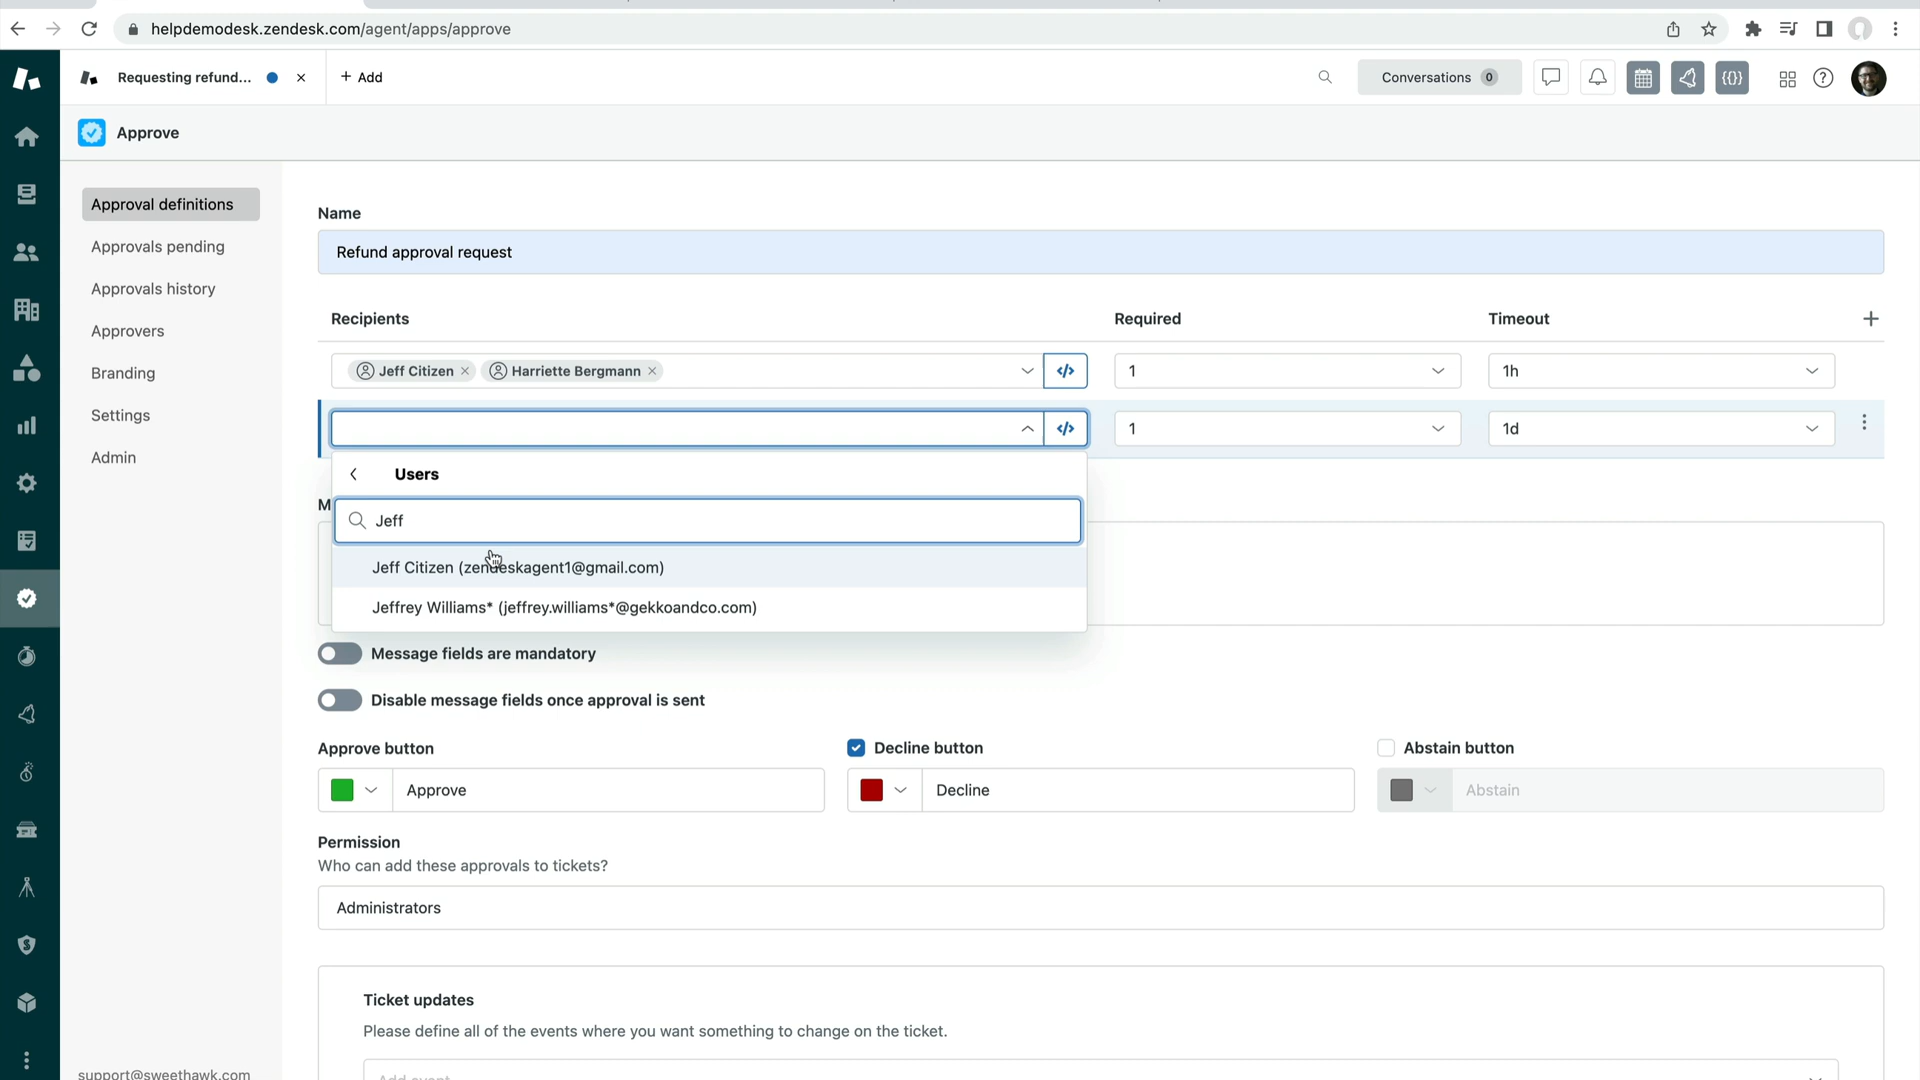 helpdemodesk.zendesk.com/agent/apps/approve
Requesting refund...
+ Add
Conversations 0
Approve
Approval definitions
Approvals pending
Approvals history
Approvers
Branding
Settings
Admin
support@sweethawk.com
Name
Refund approval request
Recipients
Required
Timeout
Jeff Citizen
Harriette Bergmann
1
1h
1
1d
Users
M
Jeff
Jeff Citizen (zendeskagent1@gmail.com)
Jeffrey Williams* (jeffrey.williams*@gekkoandco.com)
Message fields are mandatory
Disable message fields once approval is sent
Approve button
Decline button
Abstain button
Approve
Decline
Abstain
Permission
Who can add these approvals to tickets?
Administrators
Ticket updates
Please define all of the events where you want something to change on the ticket.
Add event